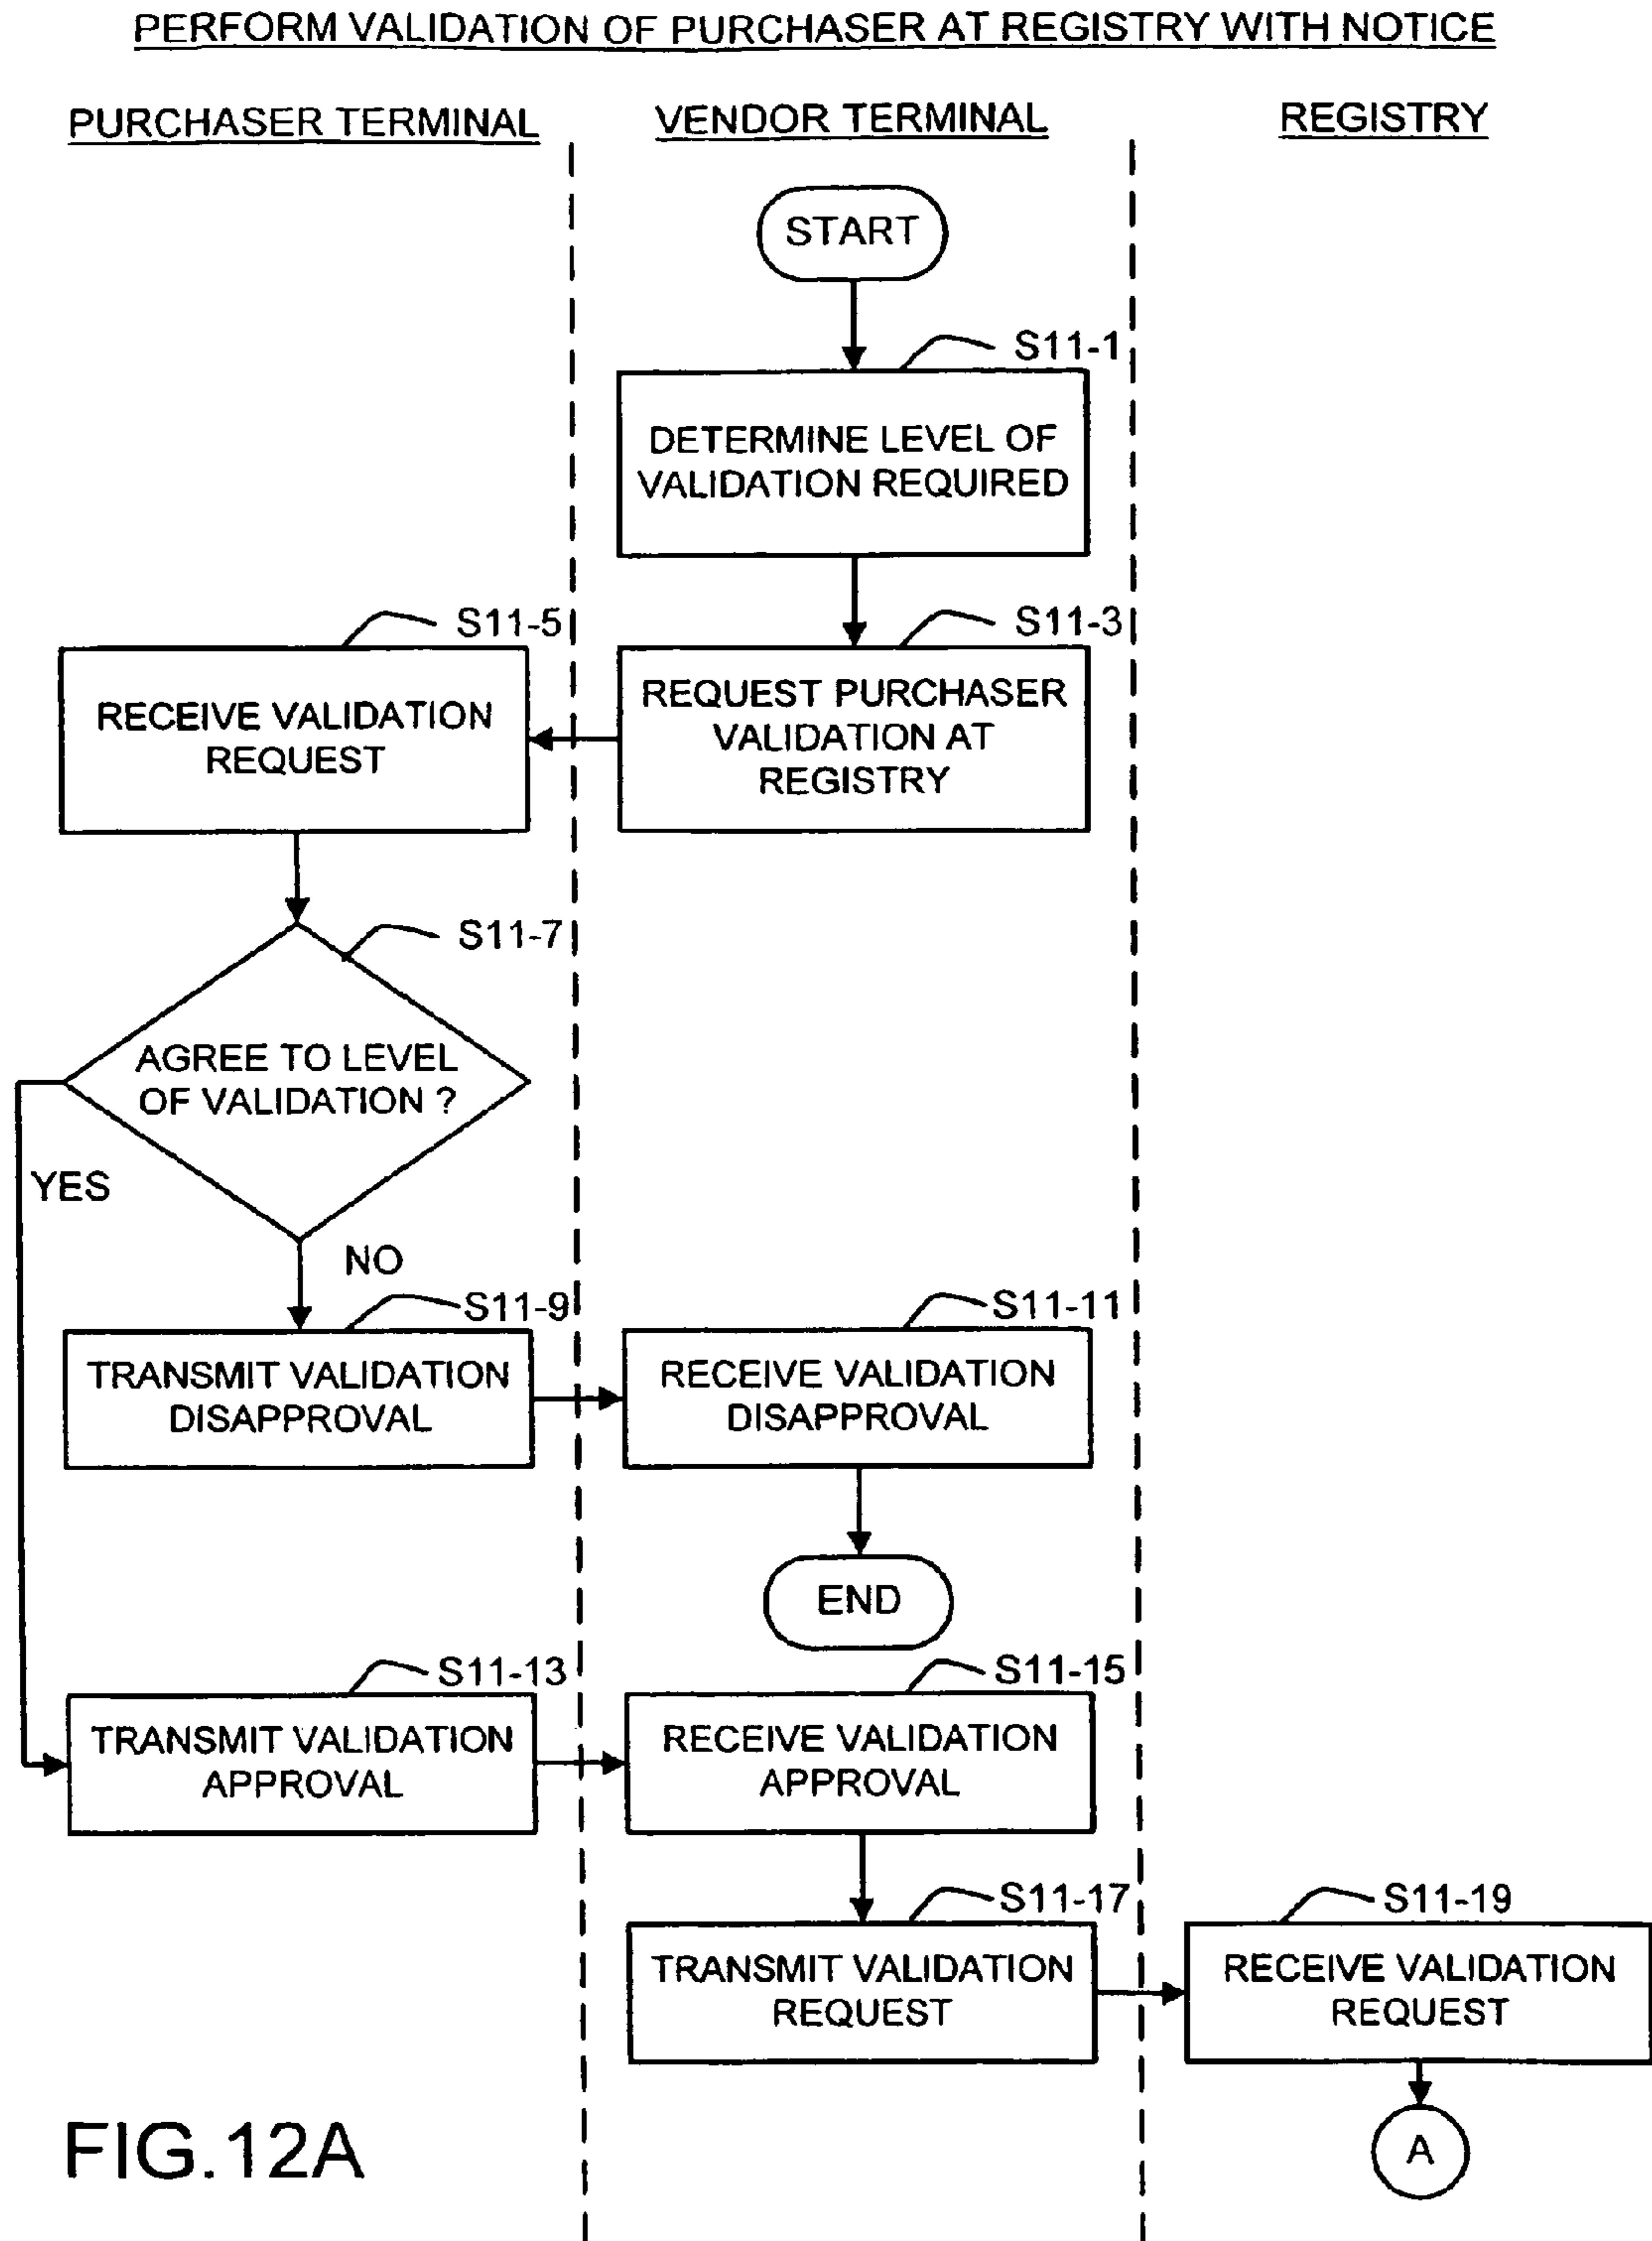 PERFORM VALIDATION OF PURCHASER AT REGISTRY WITH NOTICE
PURCHASER TERMINAL
VENDOR TERMINAL
REGISTRY
START
S11-1
DETERMINE LEVEL OF
VALIDATION REQUIRED
S11-5
S11-3
RECEIVE VALIDATION
REQUEST
REQUEST PURCHASER
VALIDATION AT
REGISTRY
S11-7
AGREE TO LEVEL
OF VALIDATION ?
YES
NO
S11-9
S11-11
TRANSMIT VALIDATION
DISAPPROVAL
RECEIVE VALIDATION
DISAPPROVAL
END
S11-13
S11-15
TRANSMIT VALIDATION
APPROVAL
RECEIVE VALIDATION
APPROVAL
S11-17
S11-19
TRANSMIT VALIDATION
REQUEST
RECEIVE VALIDATION
REQUEST
A
FIG.12A